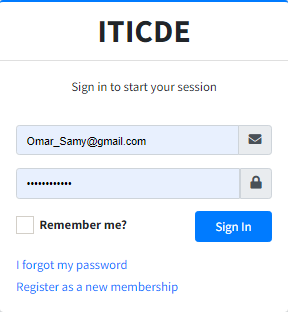 ITICDE
Sign in to start your session
Omar_Samy@gmail.com
••••••••••••
Remember me?
Sign In
I forgot my password
Register as a new membership